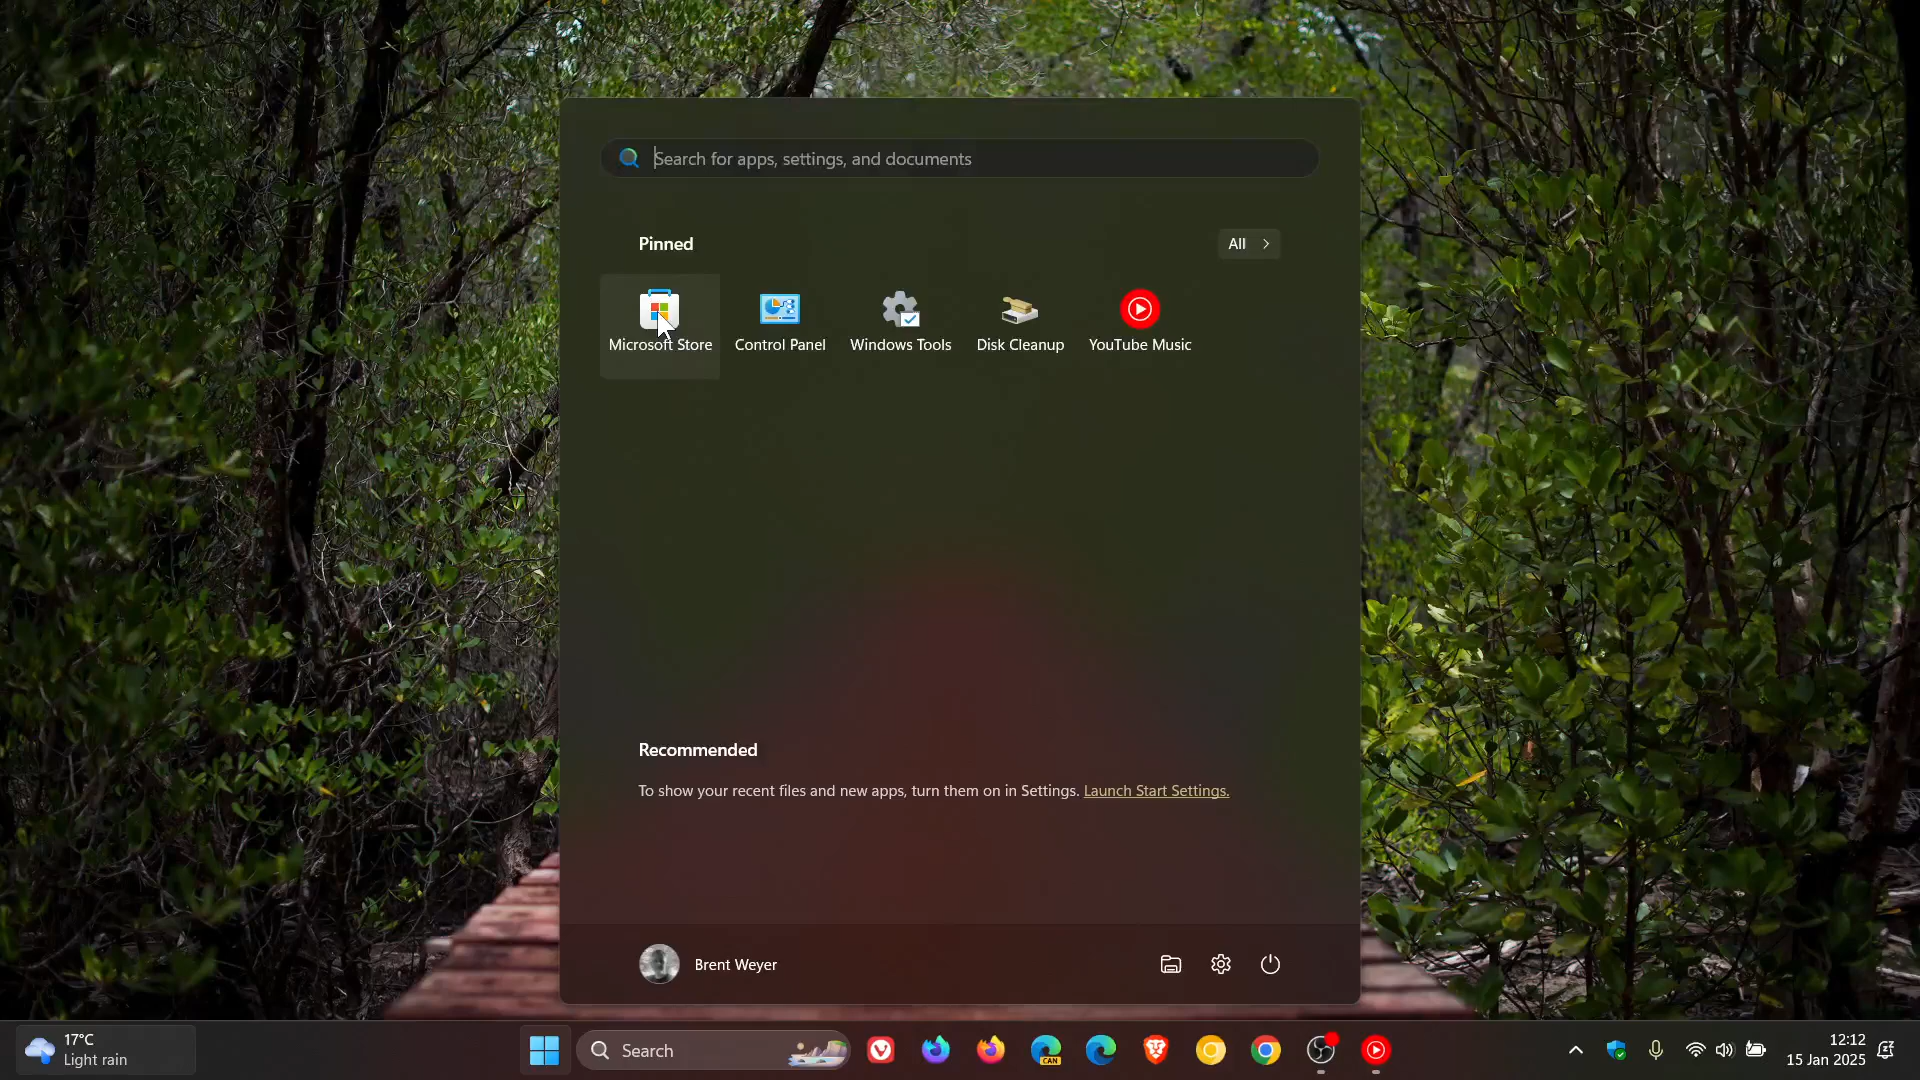 Search for apps, settings, and documents
Pinned
All
Microsoft Store
Control Panel
Windows Tools
Disk Cleanup
YouTube Music
Recommended
To show your recent files and new apps, turn them on in Settings. Launch Start Settings.
Brent Weyer
17°C
Light rain
Search
CAN
12:12
15 Jan 2025